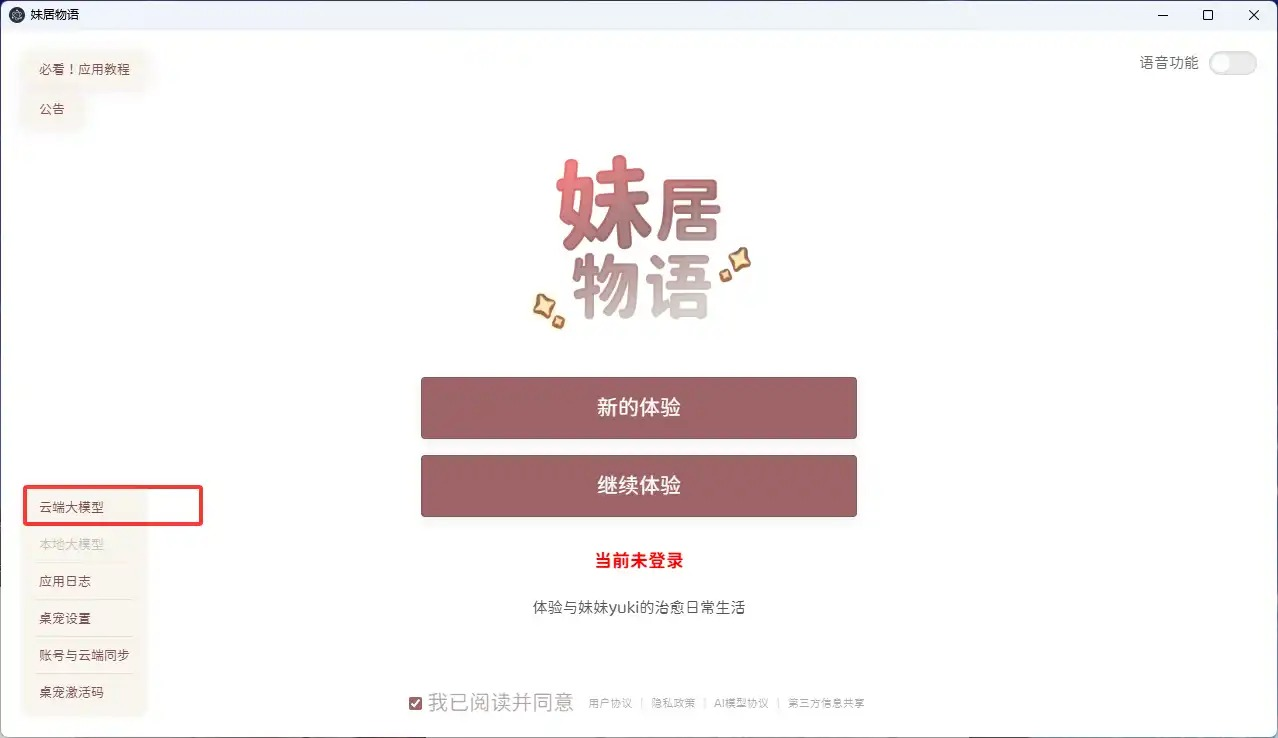 妹居物语
必看！应用教程
语音功能
公告
妹居
物语
新的体验
继续体验
云端大模型
本地大模型
应用日志
桌宠设置
账号与云端同步
桌宠激活码
当前未登录
体验与妹妹yuki的治愈日常生活
我已阅读并同意 用户协议 | 隐私政策 | AI模型协议 | 第三方信息共享